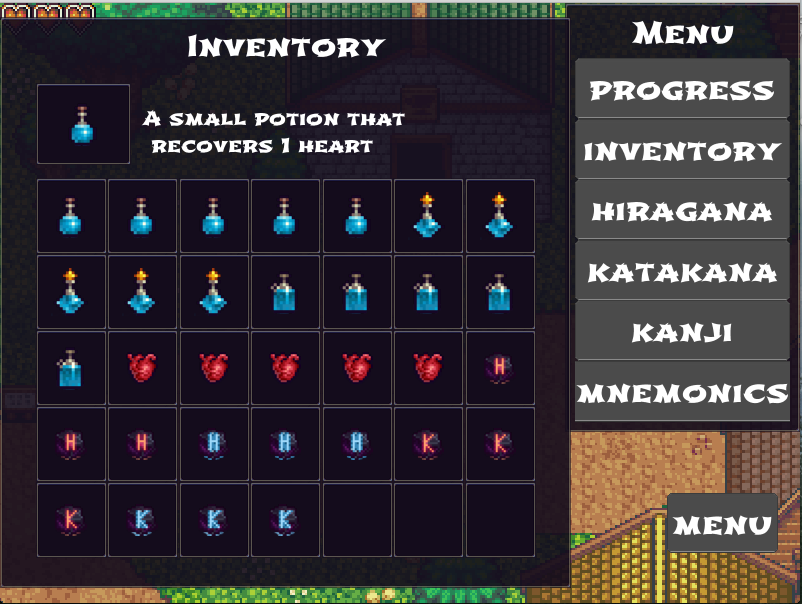 Inventory
A small potion that
recovers 1 heart
H
H H H H H K K
K K K K
Menu
PROGRESS
INVENTORY
HIRAGANA
KATAKANA
KANJI
MNEMONICS
MENU